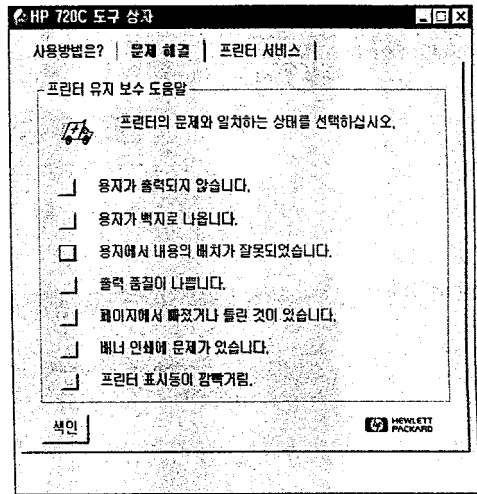 HP 720C 도구 상자
사용방법은? 문제 해결 프린터 서비스
프린터 유지 보수 도움말
프린터의 문제와 일치하는 상태를 선택하십시오.
용지가 출력되지 않습니다.
용지가 백지로 나옵니다.
용지에서 내용의 배치가 잘못되었습니다.
출력 품질이 나쁩니다.
페이지에서 빠졌거나 틀린 것이 있습니다.
배너 인쇄에 문제가 있습니다.
프린터 표시등이 깜빡거림.
색인
HEWLETT
PACKARD